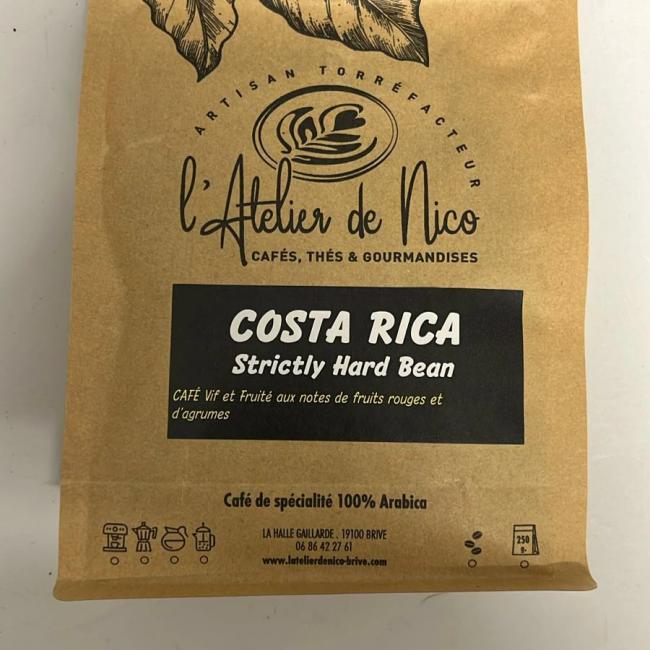 ARTISAN TORRÉFACTEUR
l'Atelier de Nico
CAFÉS, THÉS & GOURMANDISES
COSTA RICA
Strictly Hard Bean
CAFÉ Vif et Fruité aux notes de fruits rouges et
d'agrumes
Café de spécialité 100% Arabica
LA HALLE GAILLARDE . 19100 BRIVE
06 86 42 27 61
www.latelierdenico-brive.com
250
g.